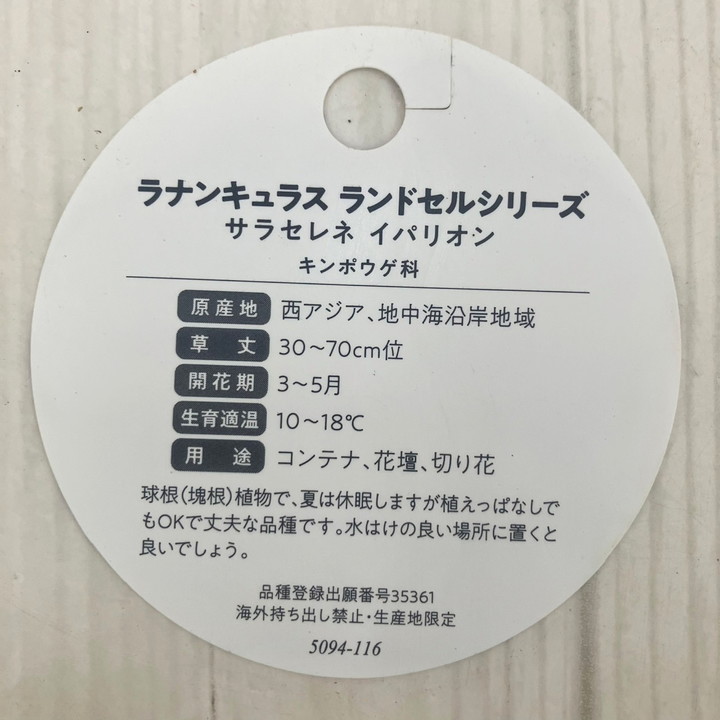 ラナンキュラス ランドセルシリーズ
サラセレネ イパリオン
キンポウゲ科
原産地 西アジア、地中海沿岸地域
草丈 30〜70cm位
開花期 3〜5月
生育適温 10〜18℃
用途 コンテナ、花壇、切り花
球根(塊根)植物で、夏は休眠しますが植えっぱなしで
もOKで丈夫な品種です。水はけの良い場所に置くと
良いでしょう。
品種登録出願番号35361
海外持ち出し禁止・生産地限定
5094-116